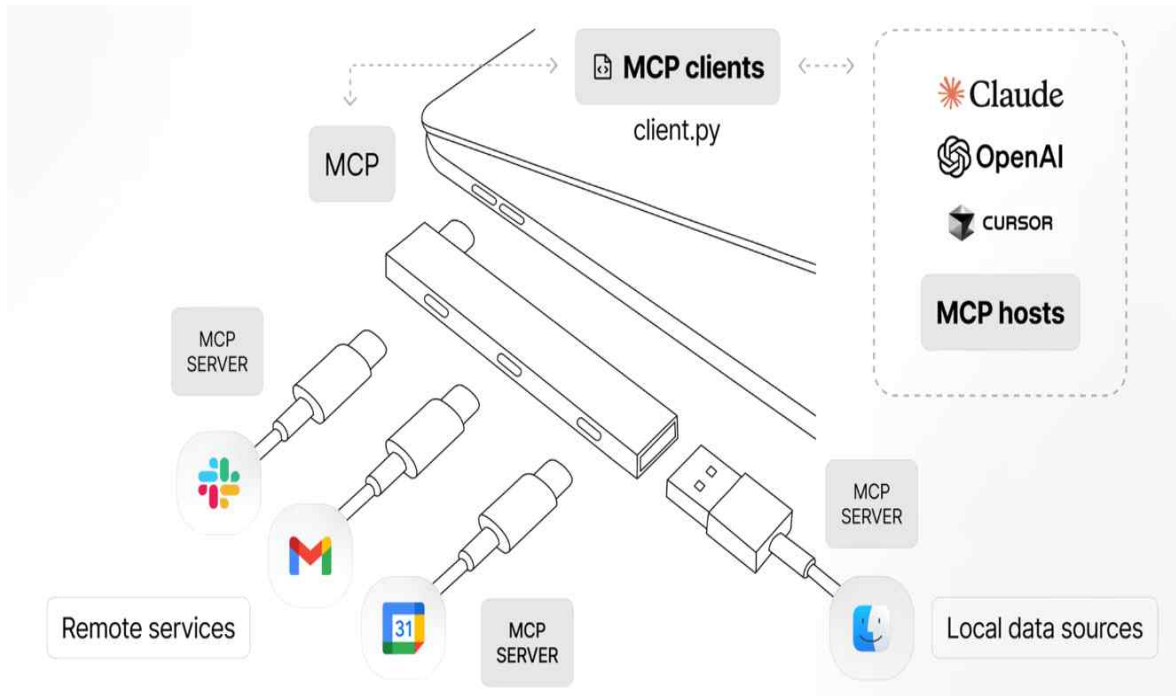 MCP clients
client.py
MCP
Claude
OpenAI
CURSOR
MCP hosts
MCP
SERVER
MCP
SERVER
31
Remote services
MCP
SERVER
Local data sources